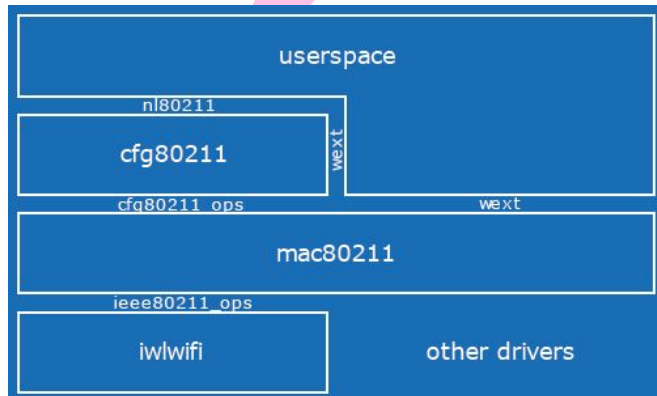 userspace
nl80211
cfg80211
wext
cfg80211_ops
wext
mac80211
ieee80211_ops
iwlwifi
other drivers